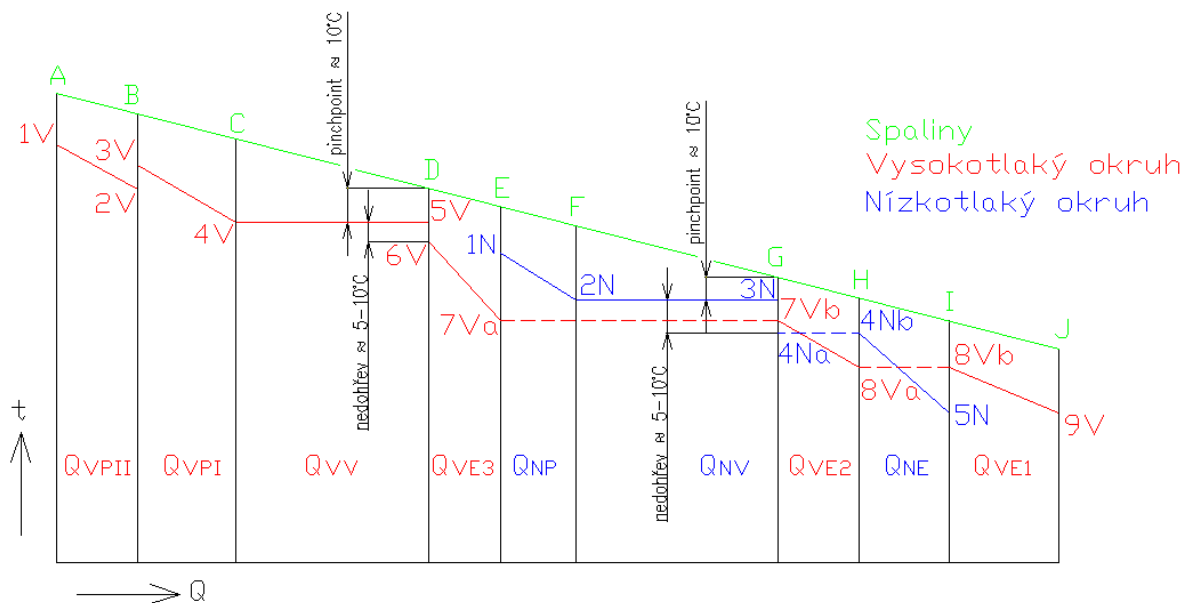 A
B
C
D
E
F
G
H
I
J
1V
2V
3V
4V
5V
6V
7Va
1N
2N
3N
7Vb
4Na
4Nb
8Va
8Vb
5N
9V
pinchpoint ≈ 10°C
nedohřev ≈ 5-10°C
pinchpoint ≈ 10°C
nedohřev ≈ 5-10°C
Spaliny
Vysokotlaký okruh
Nízkotlaký okruh
t
QVPII
QVPI
QVV
QVE3
QNP
QNV
QVE2
QNE
QVE1
Q